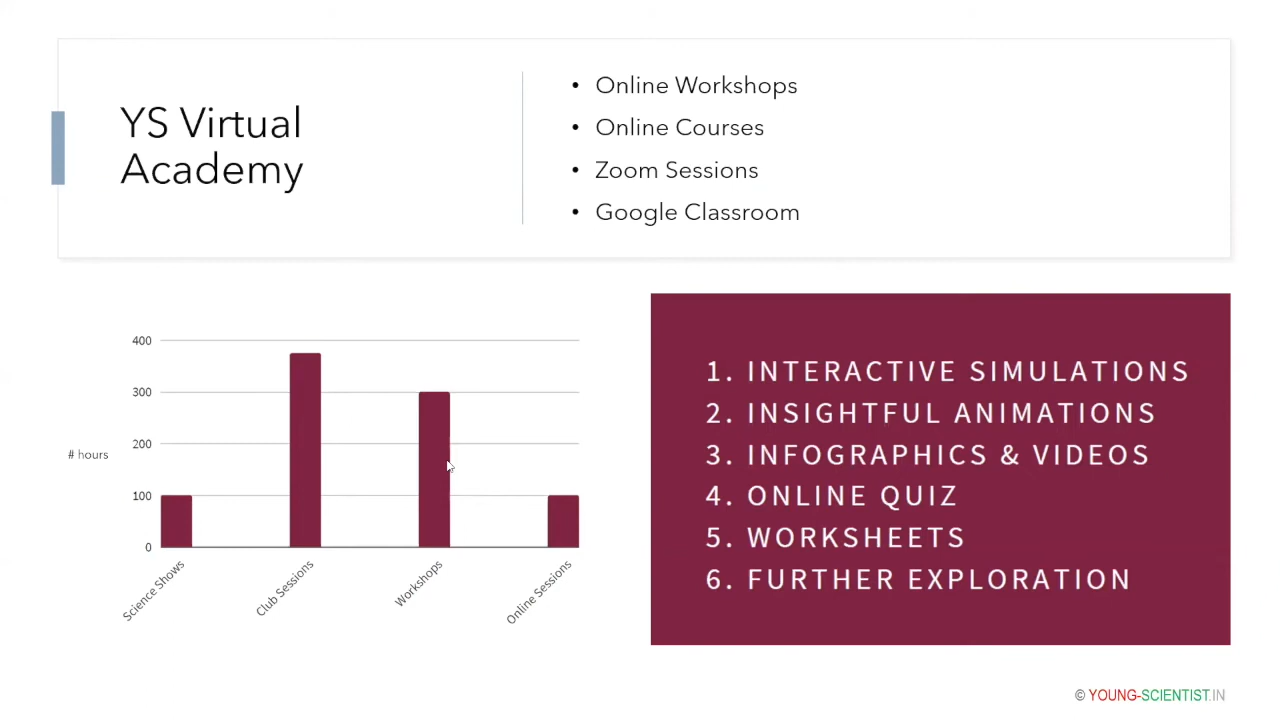 YS Virtual
Academy
• Online Workshops
• Online Courses
• Zoom Sessions
• Google Classroom
400
300
200
100
0
# hours
Science Shows
Club Sessions
Workshops
Online Sessions
1. INTERACTIVE SIMULATIONS
2. INSIGHTFUL ANIMATIONS
3. INFOGRAPHICS & VIDEOS
4. ONLINE QUIZ
5. WORKSHEETS
6. FURTHER EXPLORATION
© YOUNG-SCIENTIST.IN